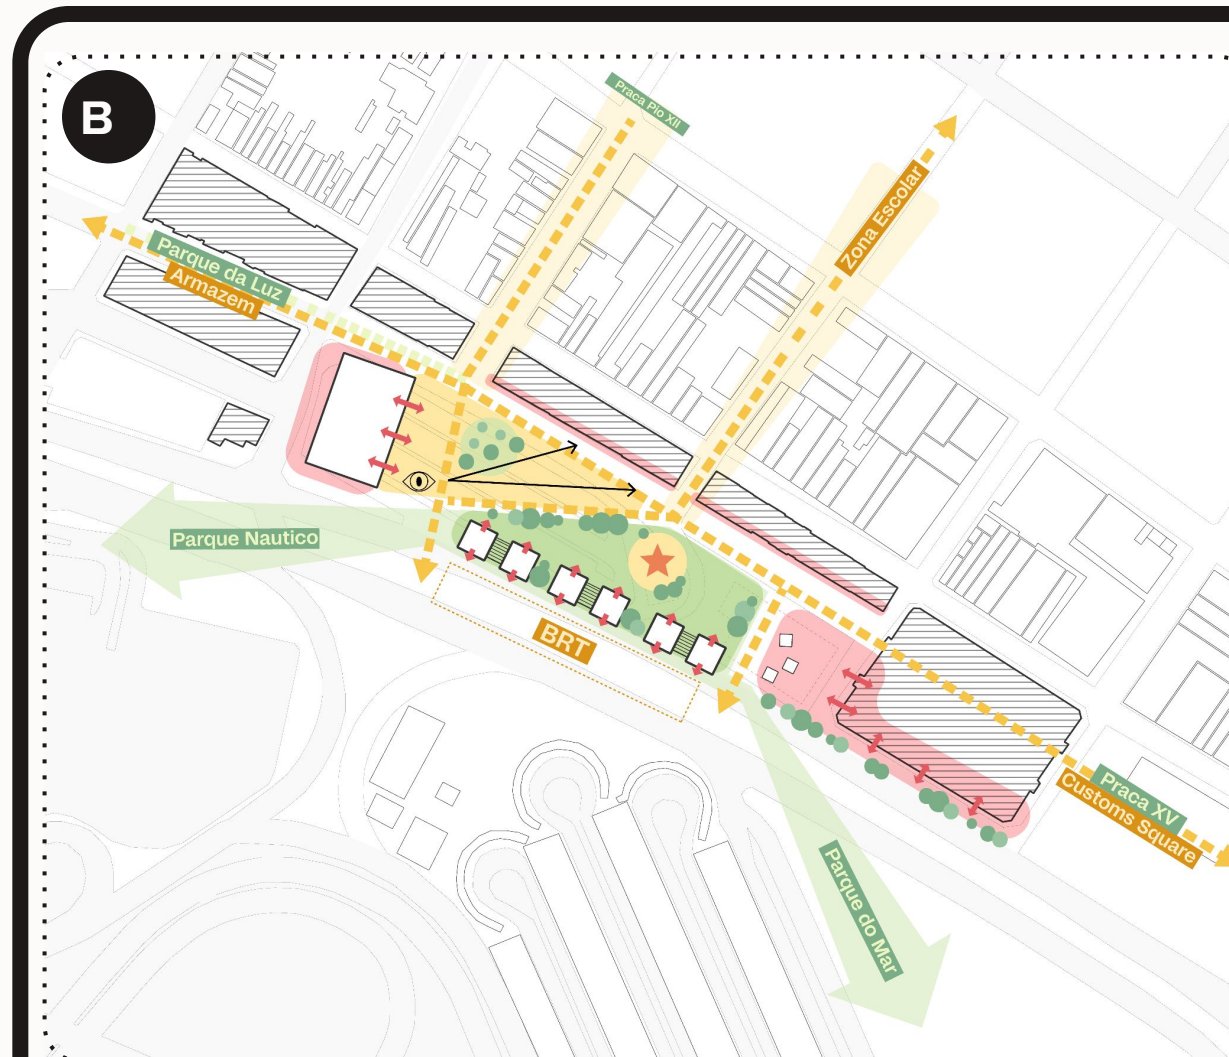 B
Praca Pio XII
Zona Escolar
Parque da Luz
Armazem
Parque Nautico
BRT
Praca XV
Customs Square
Parque do Mar